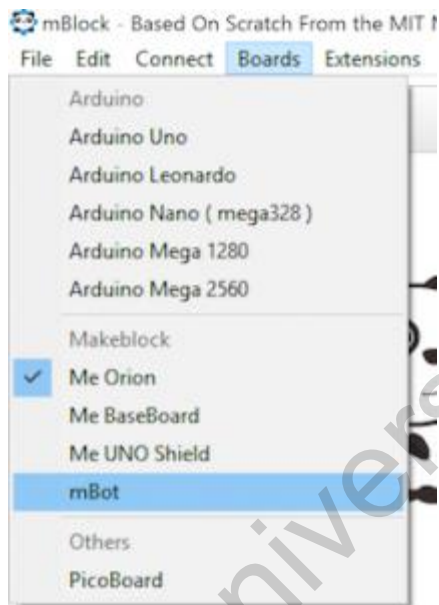 mBlock - Based On Scratch From the MIT
File Edit Connect Boards Extensions
Arduino
Arduino Uno
Arduino Leonardo
Arduino Nano ( mega328 )
Arduino Mega 1280
Arduino Mega 2560
Makeblock
Me Orion
Me BaseBoard
Me UNO Shield
mBot
Others
PicoBoard